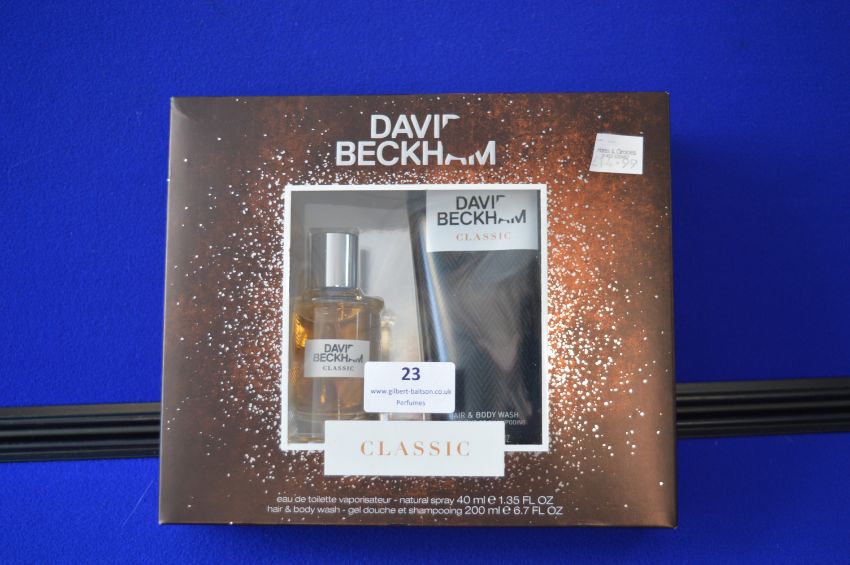 DAVID
BECKHAM
£14.99
DAVID
BECKHAM
CLASSIC
DAVID
BECKHAM
CLASSIC
23
www.gilbert-baitson.co.uk
Perfumes
HAIR & BODY WASH
CLASSIC
eau de toilette vaporisateur - natural spray 40 ml e 1.35 FL OZ
hair & body wash - gel douche et shampooing 200 ml e 6.7 FL OZ